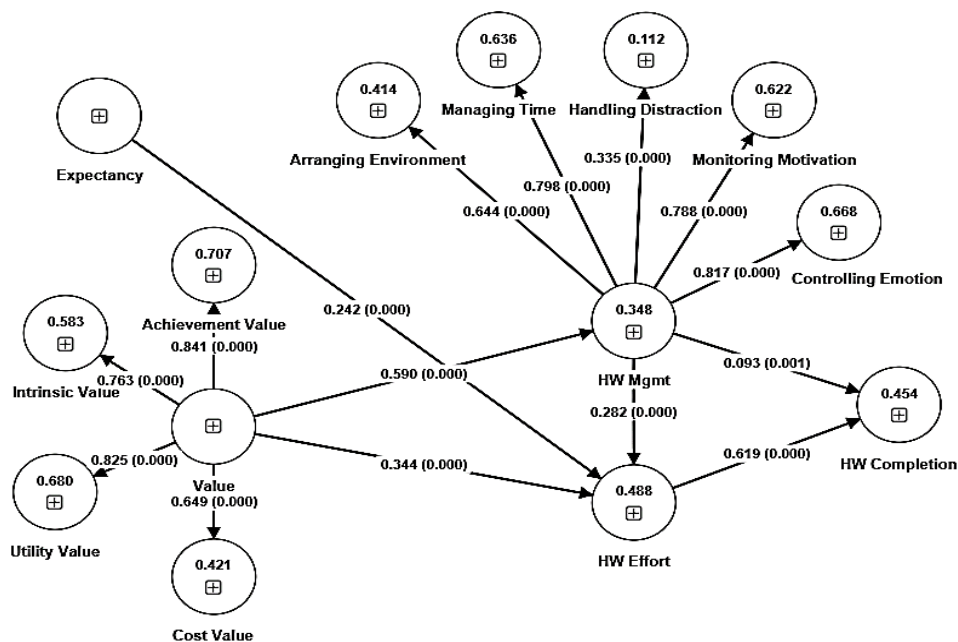 0.636
0.112
0.414
Managing Time
Handling Distraction
0.622
Arranging Environment
Monitoring Motivation
Expectancy
0.335 (0.000)
0.798 (0.000)
0.644 (0.000)
0.788 (0.000)
0.668
0.707
0.817 (0.000)
Controlling Emotion
0.242 (0.000)
0.348
0.583
Achievement Value
0.841 (0.000)
0.590 (0.000)
HW Mgmt
0.093 (0.001)
0.763 (0.000)
Intrinsic Value
0.454
0.282 (0.000)
0.825 (0.000)
0.344 (0.000)
0.619 (0.000)
HW Completion
0.680
Value
0.649 (0.000)
0.488
Utility Value
HW Effort
0.421
Cost Value